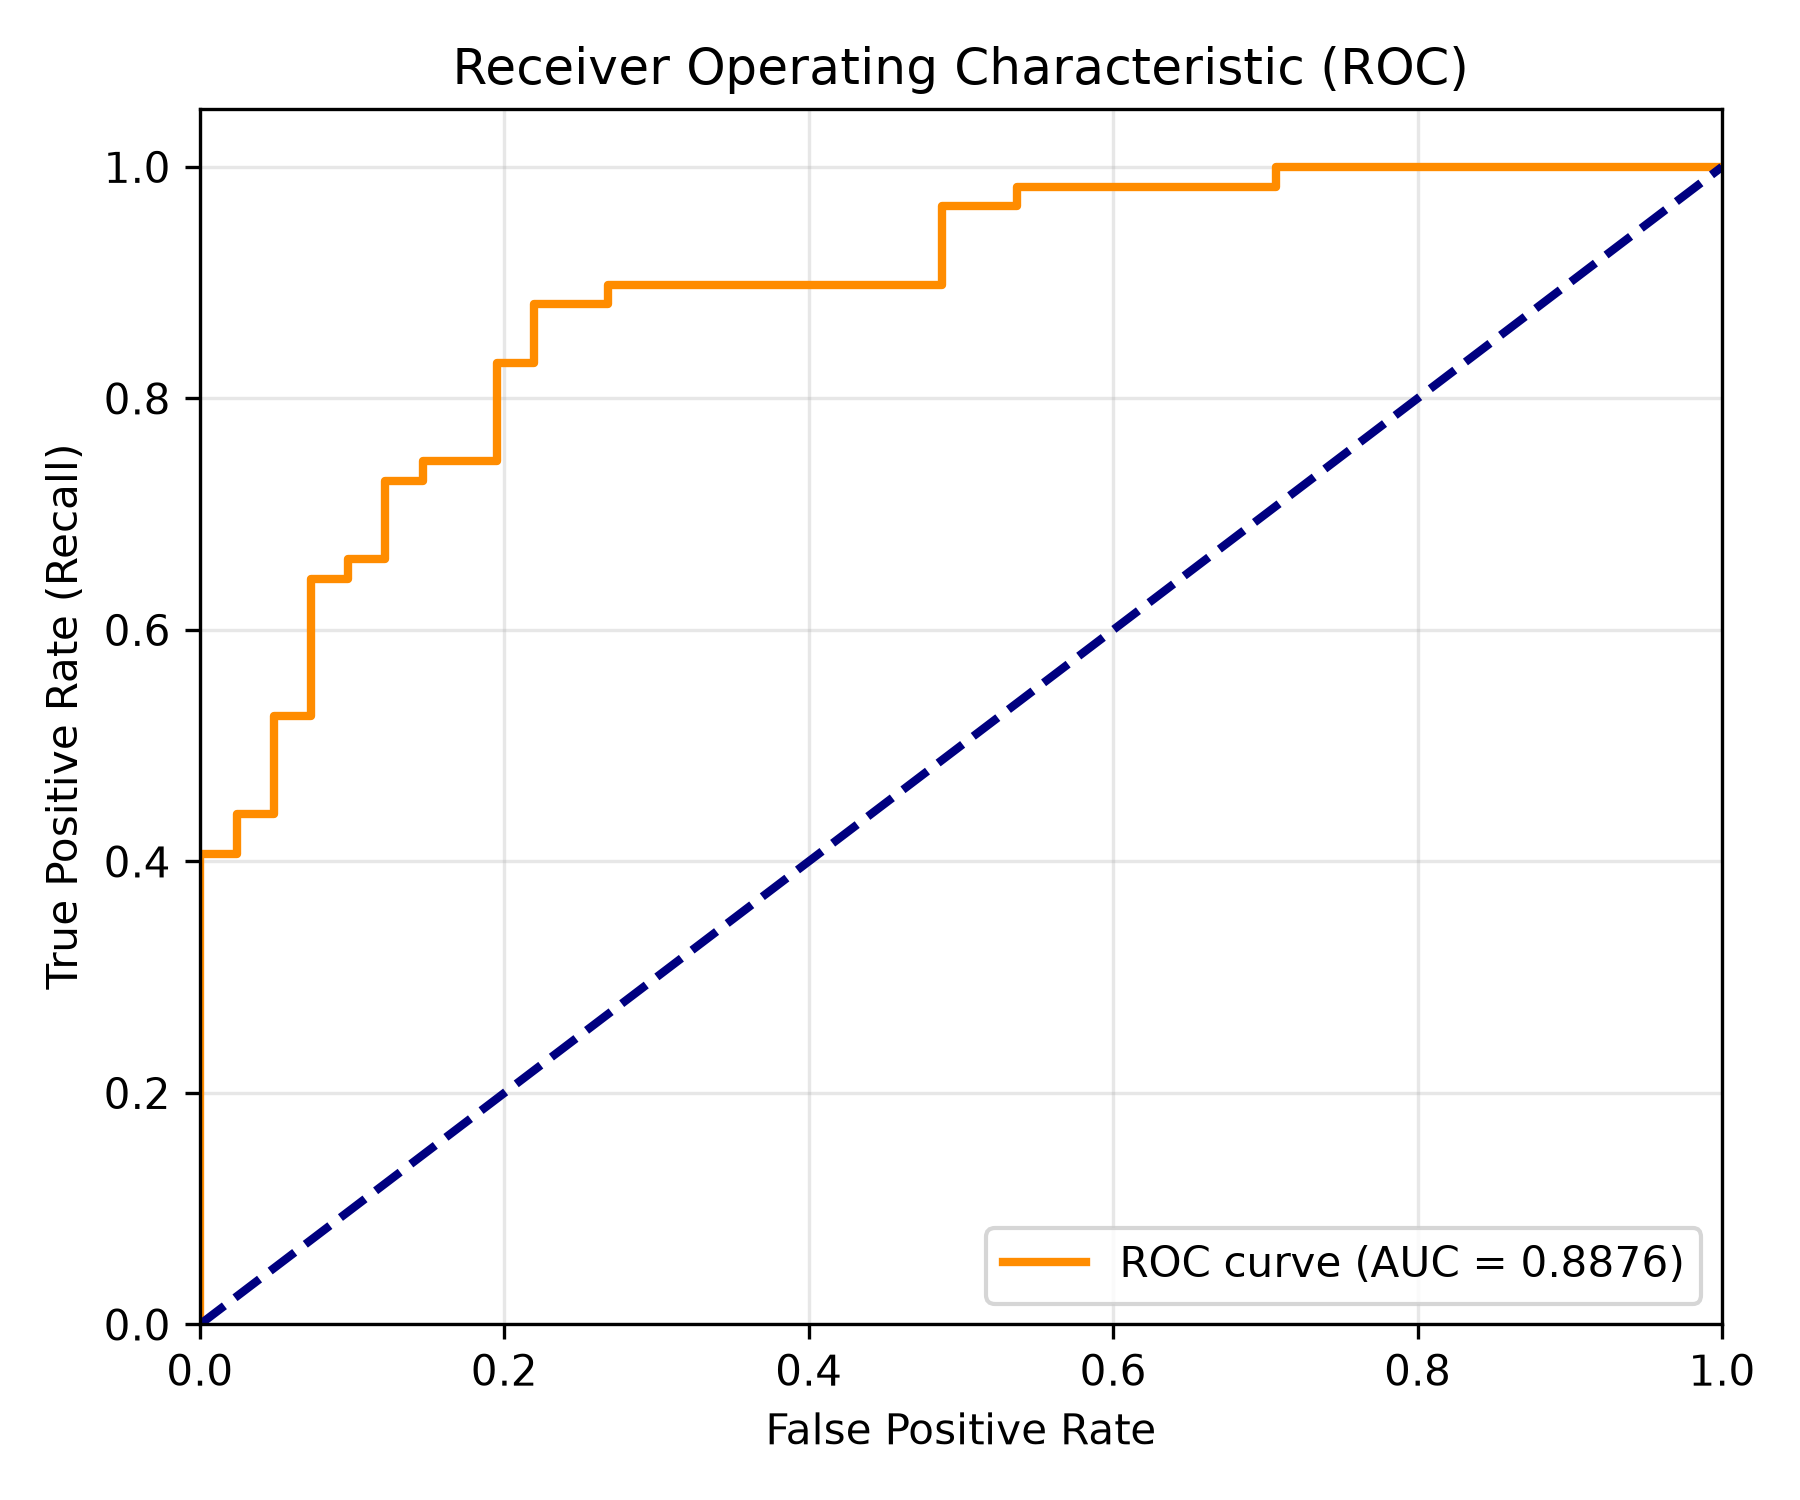 Receiver Operating Characteristic (ROC)
True Positive Rate (Recall)
1.0
0.8
0.6
0.4
0.2
0.0
0.0 0.2 0.4 0.6 0.8 1.0
False Positive Rate
ROC curve (AUC = 0.8876)